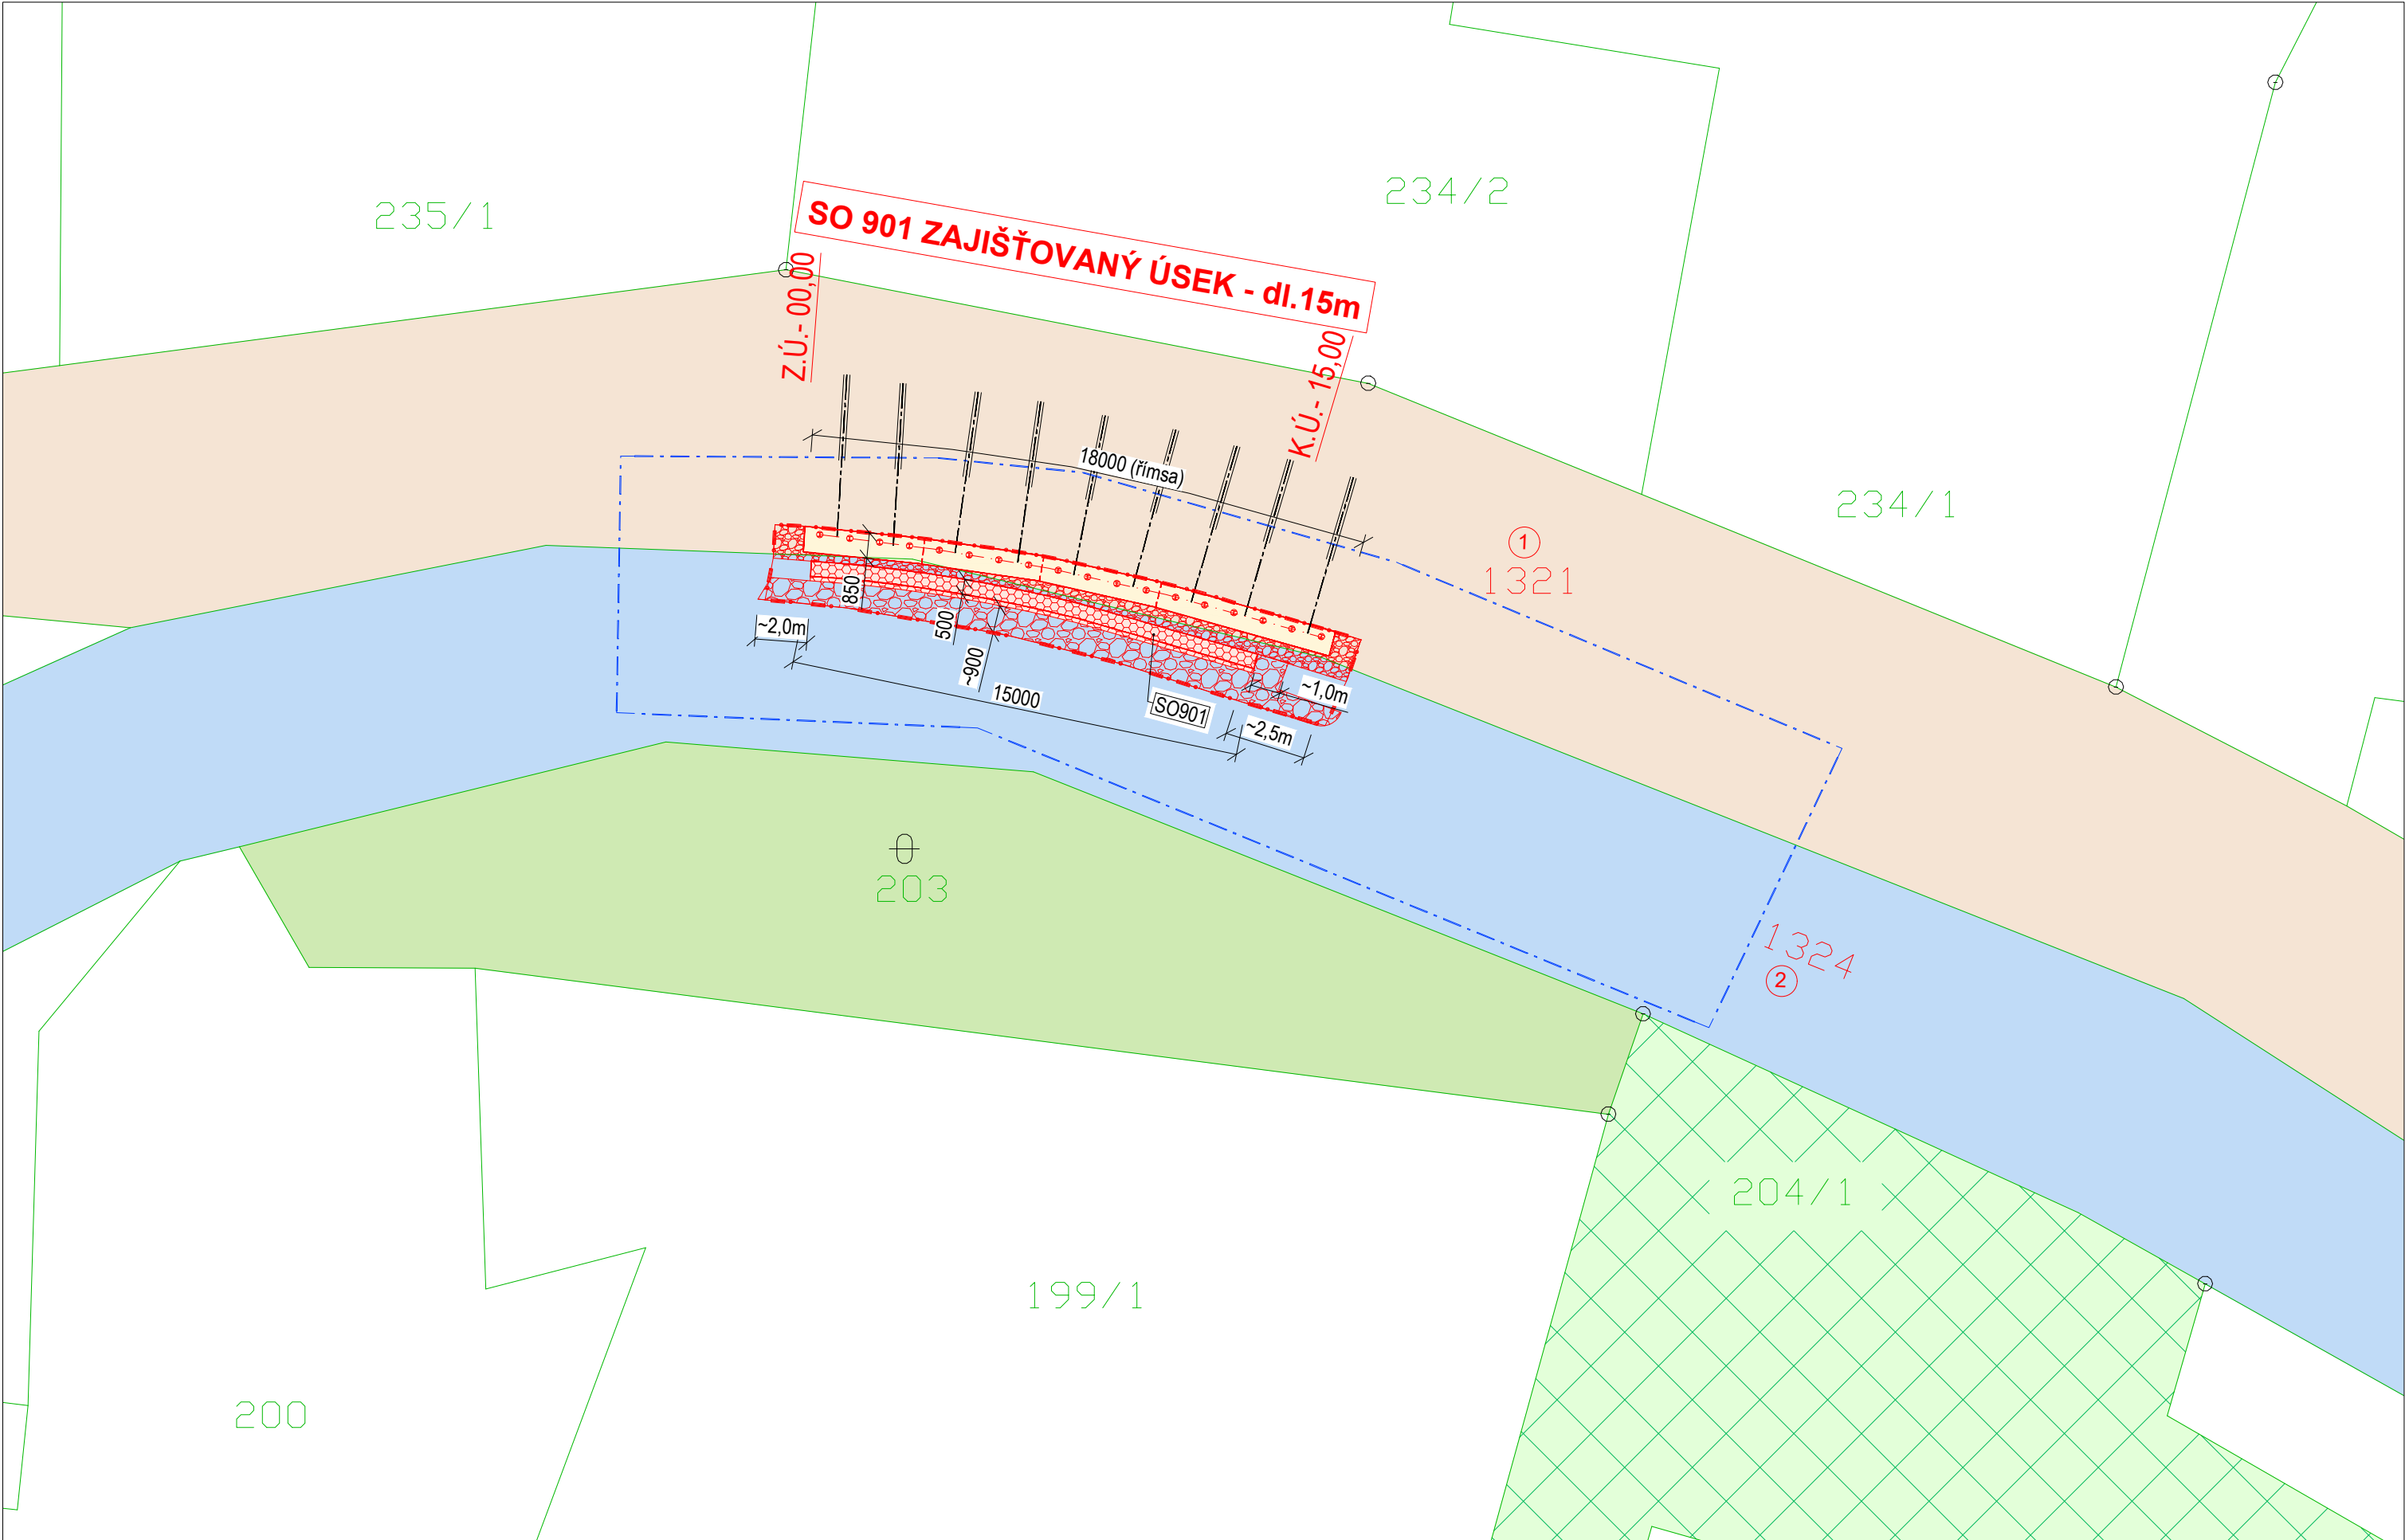 235/1
234/2
SO 901 ZAJIŠŤOVANÝ ÚSEK - dl.15m
Z.Ú.- 00,00
K.Ú.- 15,00
18000 (římsa)
234/1
1
1321
850
500
~2,0m
~900
15000
SO901
~1,0m
~2,5m
203
1324
2
204/1
199/1
200